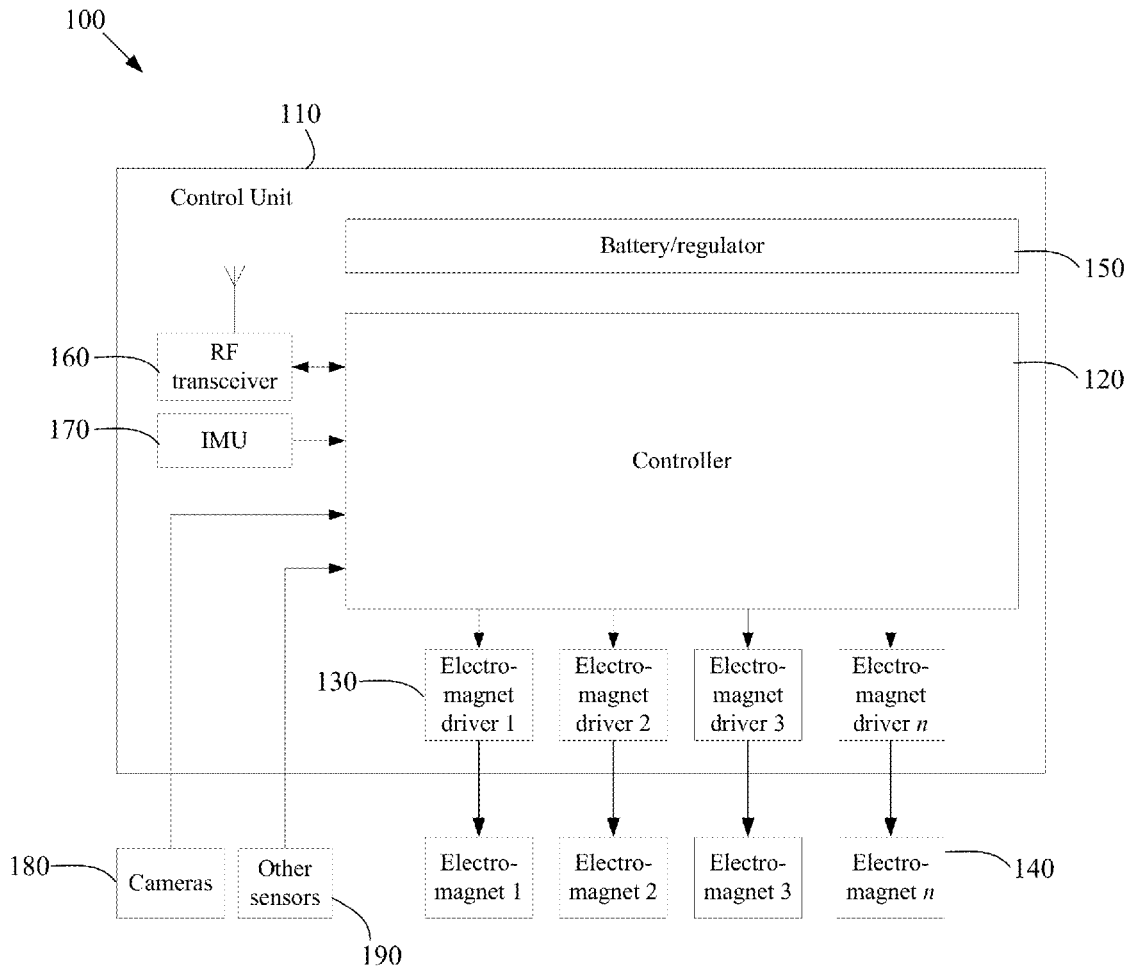 100
110
Control Unit
Battery/regulator
150
160
RF
transceiver
120
170
IMU
Controller
130
Electro-
magnet
driver 1
Electro-
magnet
driver 2
Electro-
magnet
driver 3
Electro-
magnet
driver n
180
Cameras
Other
sensors
190
Electro-
magnet 1
Electro-
magnet 2
Electro-
magnet 3
Electro-
magnet n
140